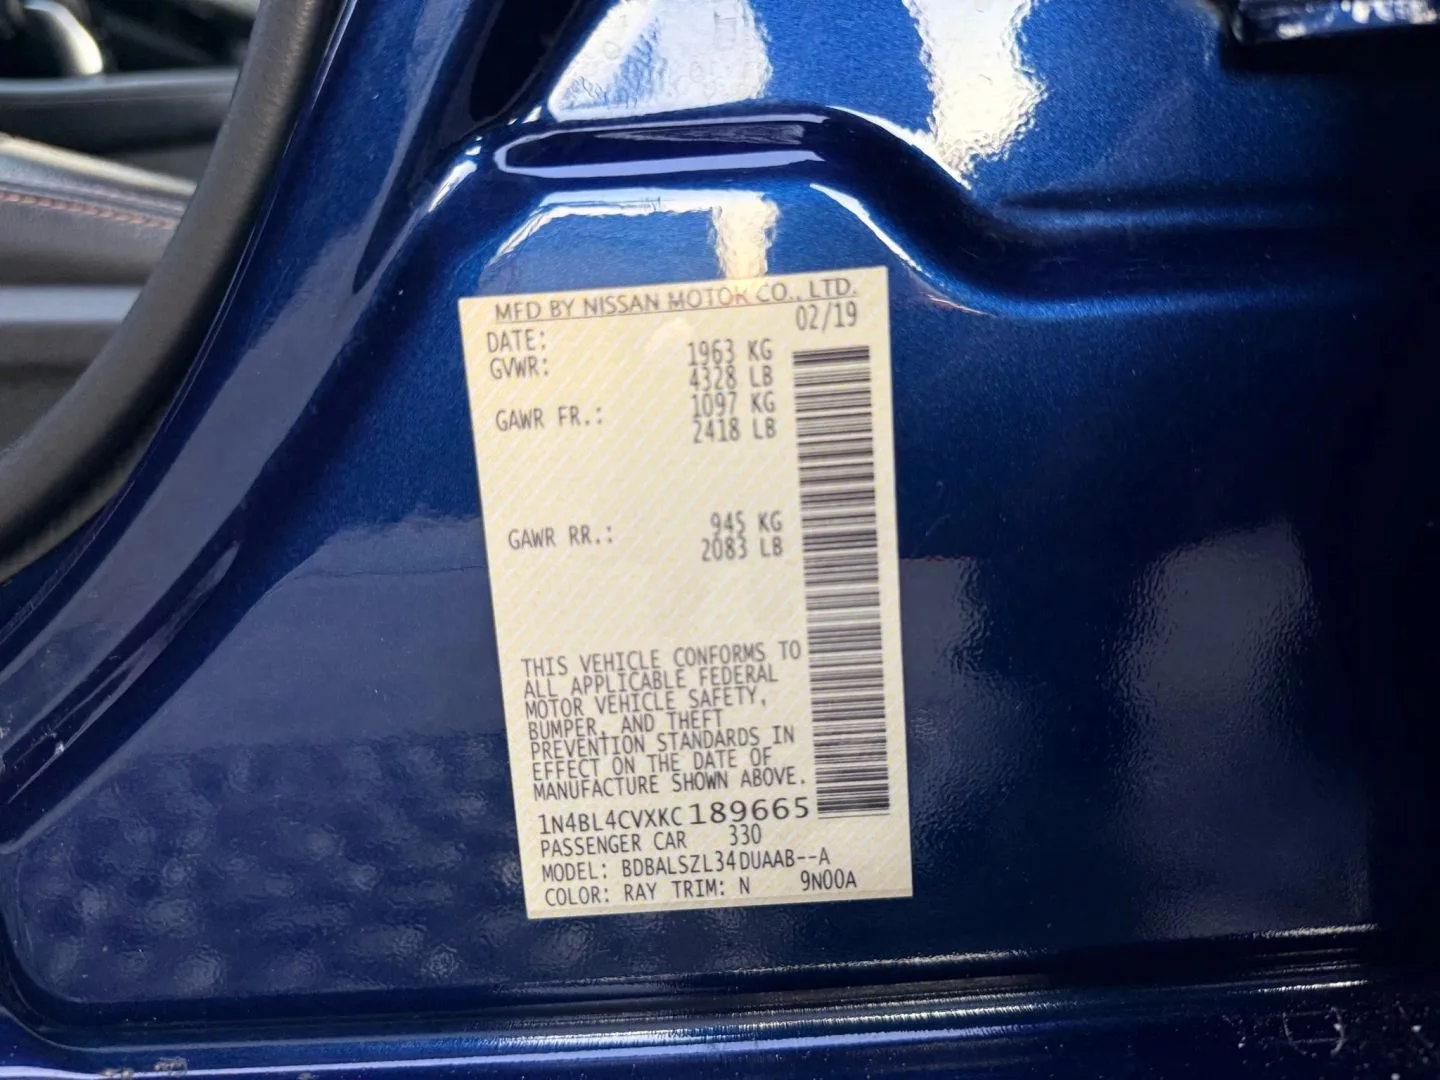 MFD BY NISSAN MOTOR CO., LTD.
DATE: 02/19
GVWR: 1963 KG
4328 LB
GAWR FR.: 1097 KG
2418 LB
GAWR RR.: 945 KG
2083 LB
THIS VEHICLE CONFORMS TO
ALL APPLICABLE FEDERAL
MOTOR VEHICLE SAFETY,
BUMPER, AND THEFT
PREVENTION STANDARDS IN
EFFECT ON THE DATE OF
MANUFACTURE SHOWN ABOVE.
1N4BL4CVXKC189665
PASSENGER CAR 330
MODEL: BDBALSZL34DUAAB--A
COLOR: RAY TRIM: N 9N00A